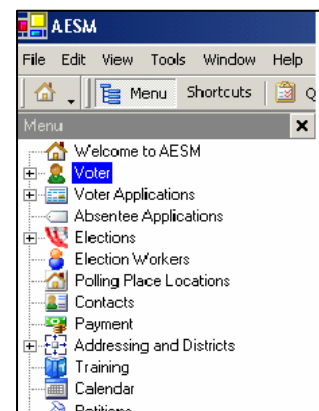 AESM
File Edit View Tools Window Help
Menu Shortcuts Q
Menu
Welcome to AESM
Voter
Voter Applications
Absentee Applications
Elections
Election Workers
Polling Place Locations
Contacts
Payment
Addressing and Districts
Training
Calendar
Petitions